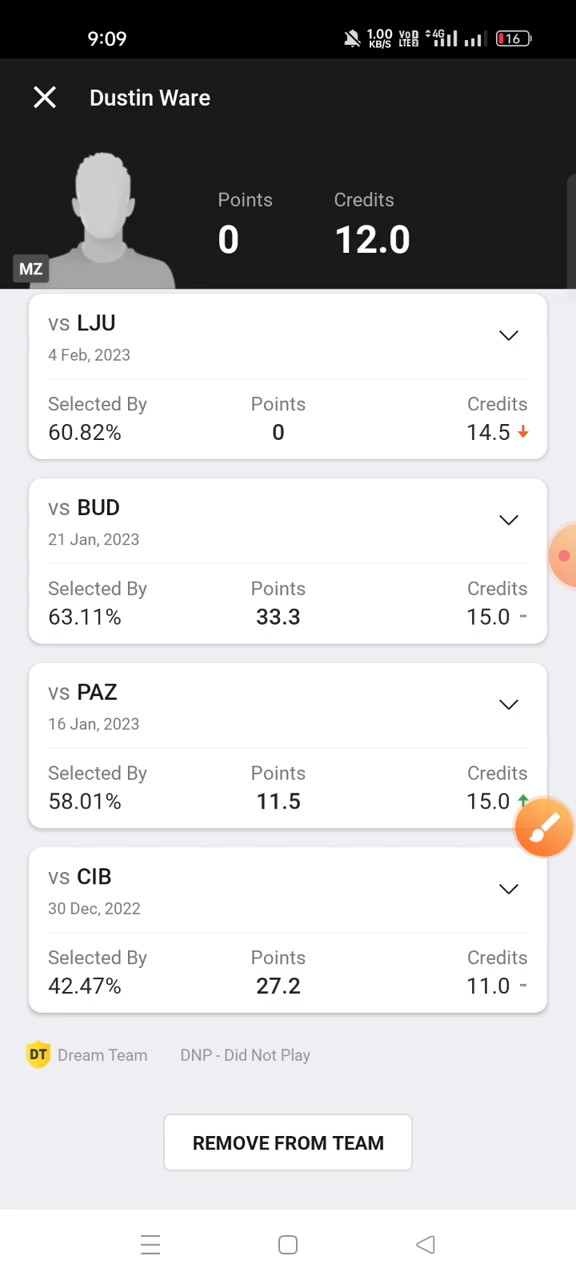 9:09
1.00 KB/S
VoD LTE2
4G
16
Dustin Ware
Points
Credits
0
12.0
MZ
vs LJU
4 Feb, 2023
Selected By
Points
Credits
60.82%
0
14.5
vs BUD
21 Jan, 2023
Selected By
Points
Credits
63.11%
33.3
15.0 -
vs PAZ
16 Jan, 2023
Selected By
Points
Credits
58.01%
11.5
15.0
vs CIB
30 Dec, 2022
Selected By
Points
Credits
42.47%
27.2
11.0 -
DT Dream Team
DNP - Did Not Play
REMOVE FROM TEAM